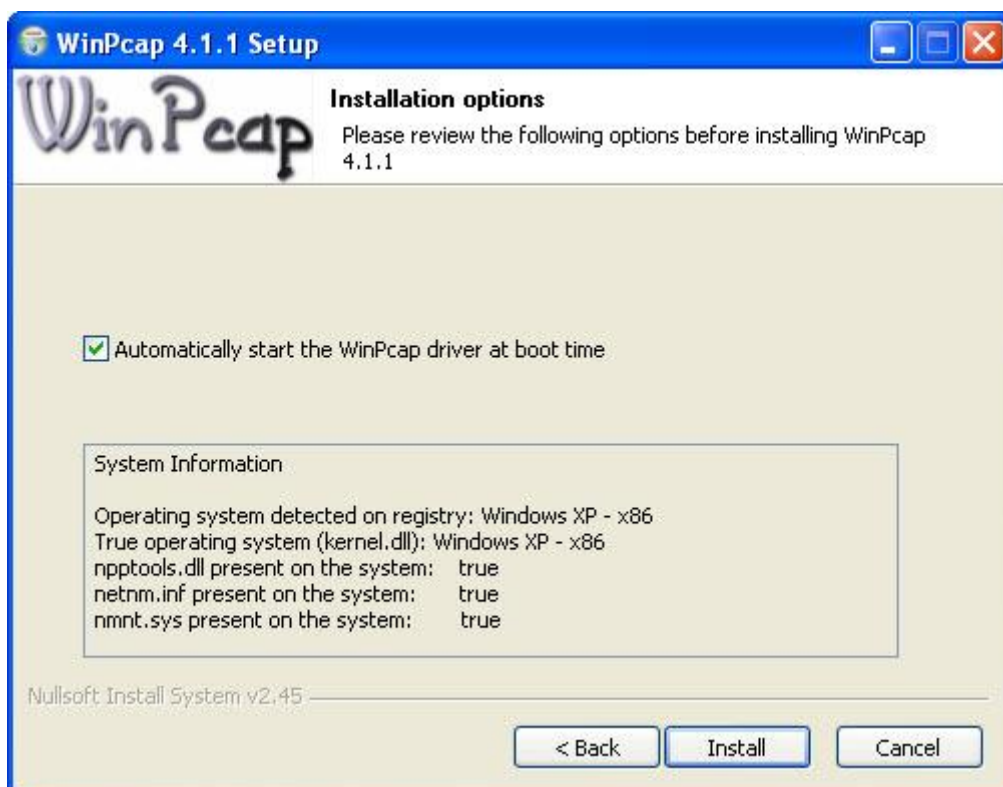 WinPcap 4.1.1 Setup
WinPcap
Installation options
Please review the following options before installing WinPcap
4.1.1
Automatically start the WinPcap driver at boot time
System Information
Operating system detected on registry: Windows XP - x86
True operating system (kernel.dll): Windows XP - x86
npptools.dll present on the system: true
netnm.inf present on the system: true
nmnt.sys present on the system: true
Nullsoft Install System v2.45
< Back Install Cancel